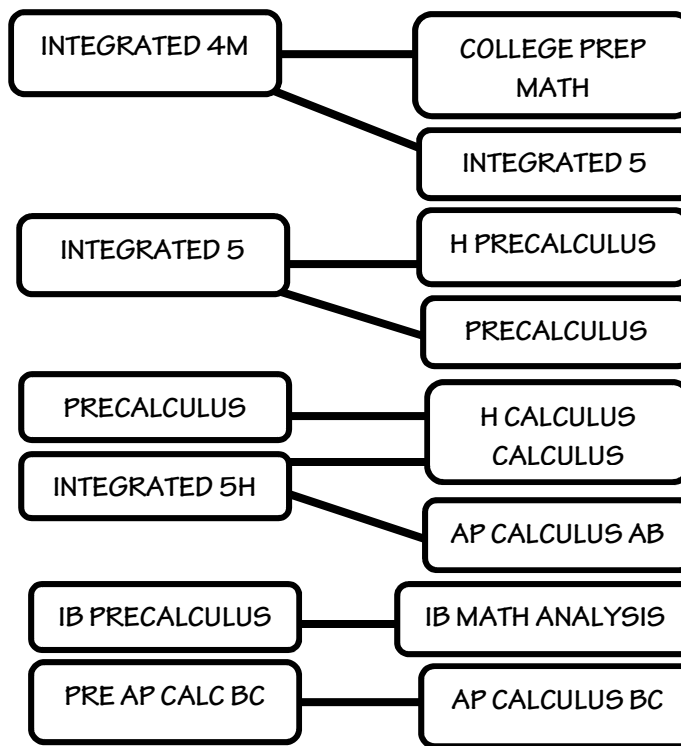 INTEGRATED 4M
COLLEGE PREP
MATH
INTEGRATED 5
INTEGRATED 5
H PRECALCULUS
PRECALCULUS
PRECALCULUS
H CALCULUS
CALCULUS
INTEGRATED 5H
AP CALCULUS AB
IB PRECALCULUS
IB MATH ANALYSIS
PRE AP CALC BC
AP CALCULUS BC